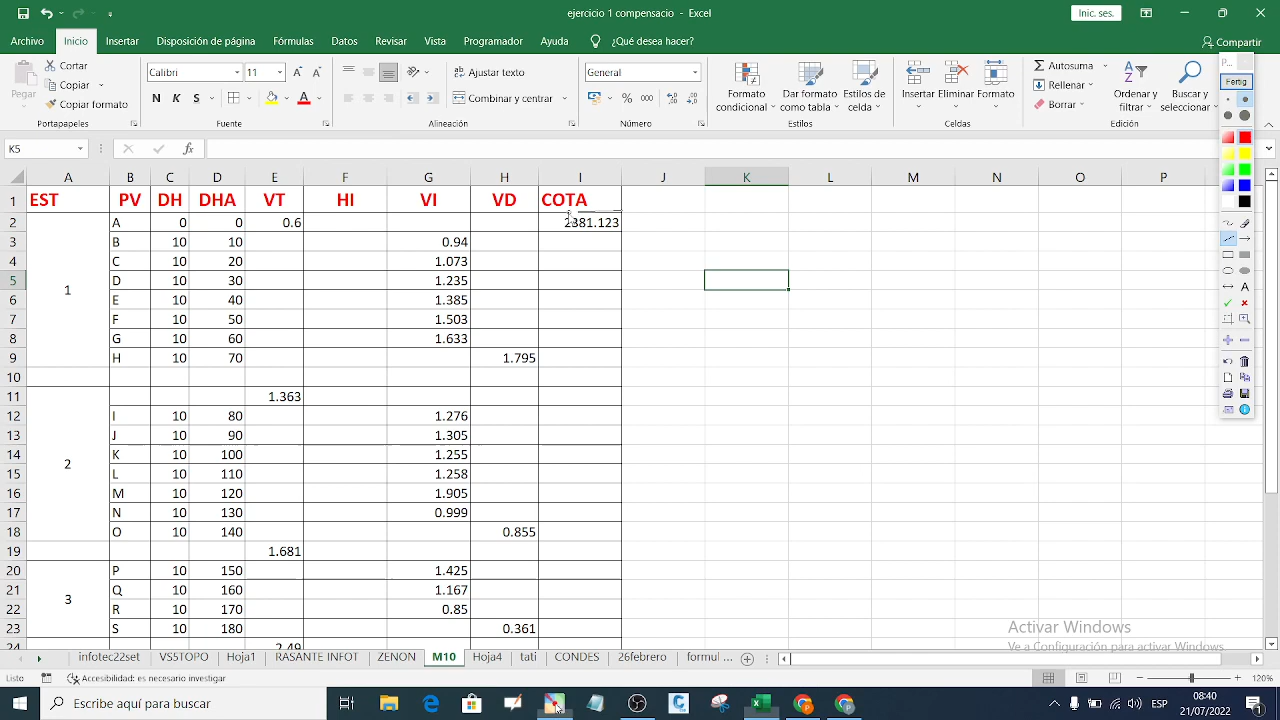 ejercicio 1 compensacio - Excel
Inic. ses.
Archivo Inicio Insertar Disposición de página Fórmulas Datos Revisar Vista Programador Ayuda ¿Qué desea hacer? Compartir
Pegar Cortar Copiar Copiar formato
Calibri 11 N K S
Ajustar texto Combinar y centrar
General % 000
Formato condicional Dar formato como tabla Estilos de celda
Insertar Eliminar Formato
Autosuma Rellenar Borrar
Ordenar y filtrar Buscar y seleccionar
Portapapeles Fuente Alineación Número Estilos Celdas
K5 fx
A B C D E F G H I J K L M N O P
1 EST PV DH DHA VT HI VI VD COTA
2 A 0 0 0.6 2381.123
3 B 10 10 0.94
4 C 10 20 1.073
5 D 10 30 1.235
1
6 E 10 40 1.385
7 F 10 50 1.503
8 G 10 60 1.633
9 H 10 70 1.795
10
11 1.363
12 I 10 80 1.276
13 J 10 90 1.305
14 K 10 100 1.255
2
15 L 10 110 1.258
16 M 10 120 1.905
17 N 10 130 0.999
18 O 10 140 0.855
19 1.681
20 P 10 150 1.425
21 Q 10 160 1.167
3
22 R 10 170 0.85
23 S 10 180 0.361
24 2.49
Activar Windows
Ve a Configuración para activar Windows.
infotec22set VS5TOPO Hoja1 RASANTE INFOT ZENON M10 Hoja4 tati CONDES 26febrero formul ...
Listo Accesibilidad: es necesario investigar 120%
Escribe aquí para buscar
ESP
08:40
21/07/2022